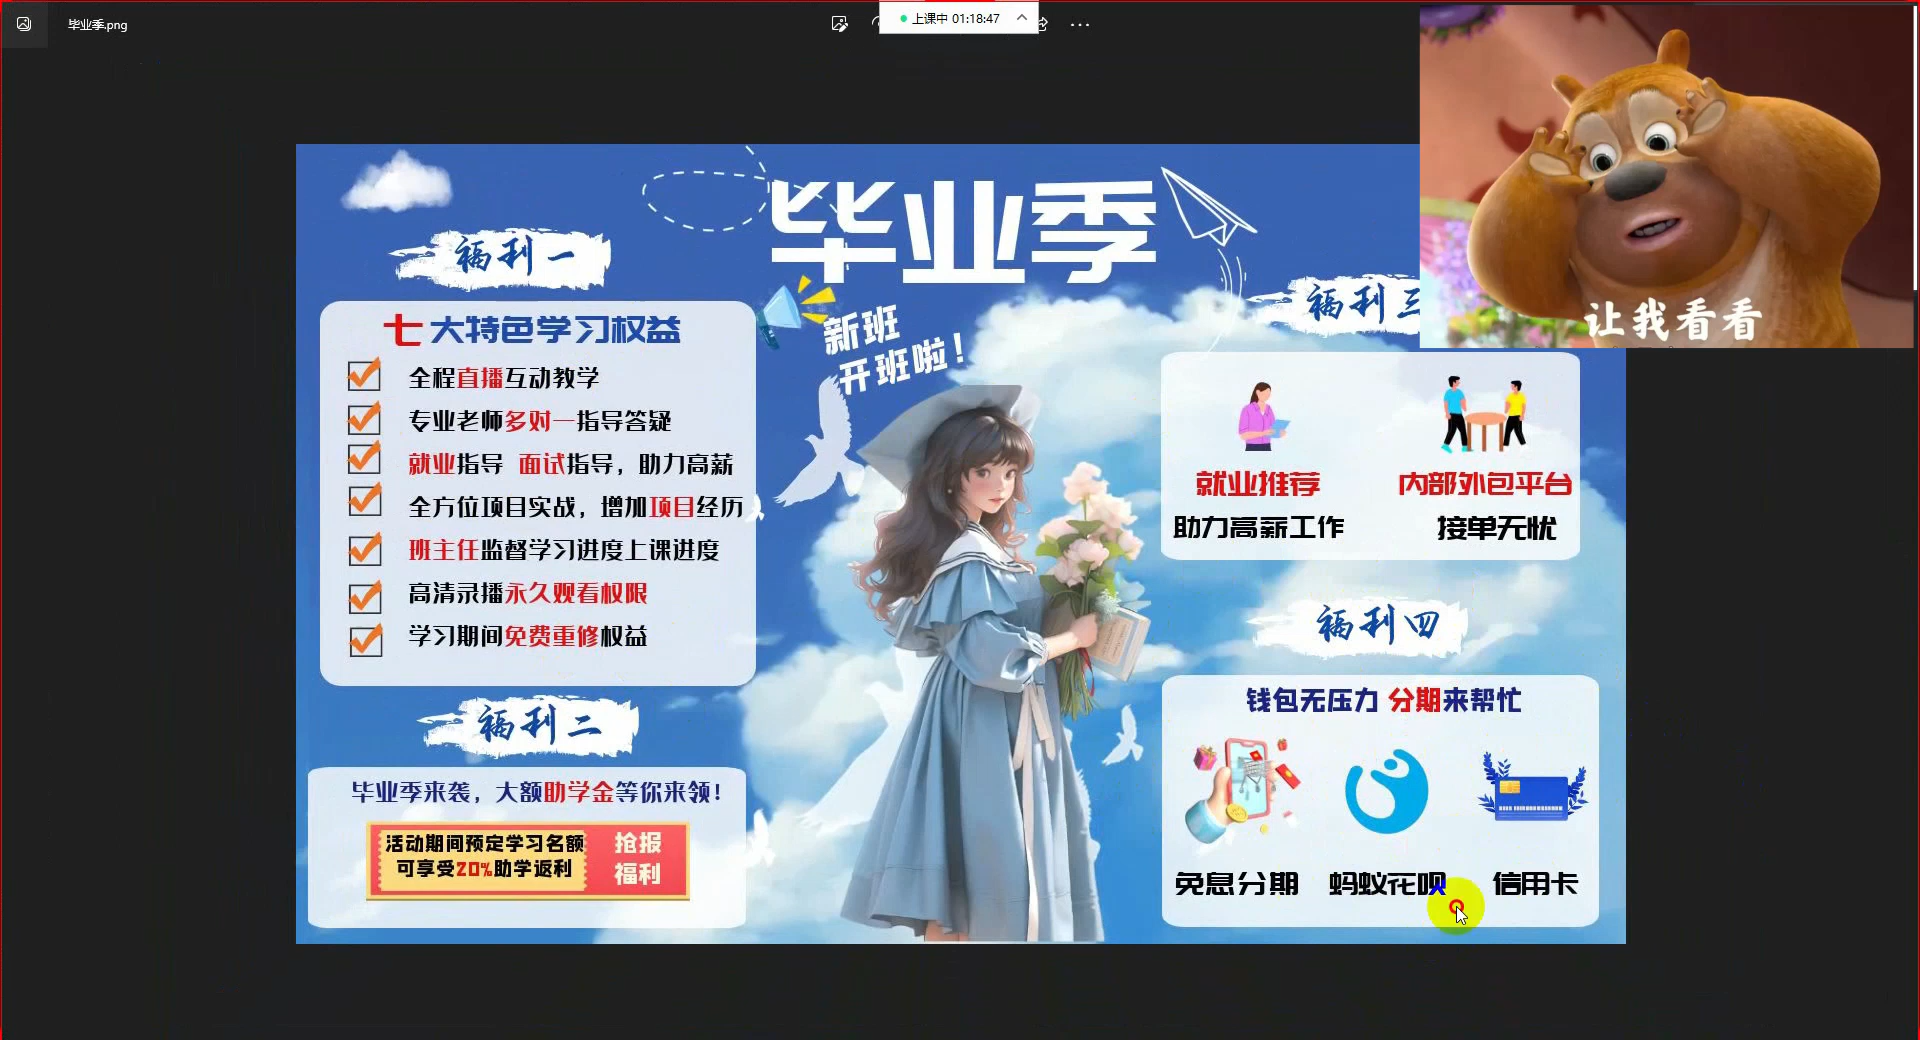 毕业季.png
上课中 01:18:47
让我看看
毕业季
新班
开班啦！
福利一
七大特色学习权益
全程直播互动教学
专业老师多对一指导答疑
就业指导 面试指导，助力高薪
全方位项目实战，增加项目经历
班主任监督学习进度上课进度
高清录播永久观看权限
学习期间免费重修权益
福利二
毕业季来袭，大额助学金等你来领！
活动期间预定学习名额
可享受20%助学返利
抢报
福利
福利三
就业推荐
助力高薪工作
内部外包平台
接单无忧
福利四
钱包无压力 分期来帮忙
免息分期
蚂蚁花呗
信用卡